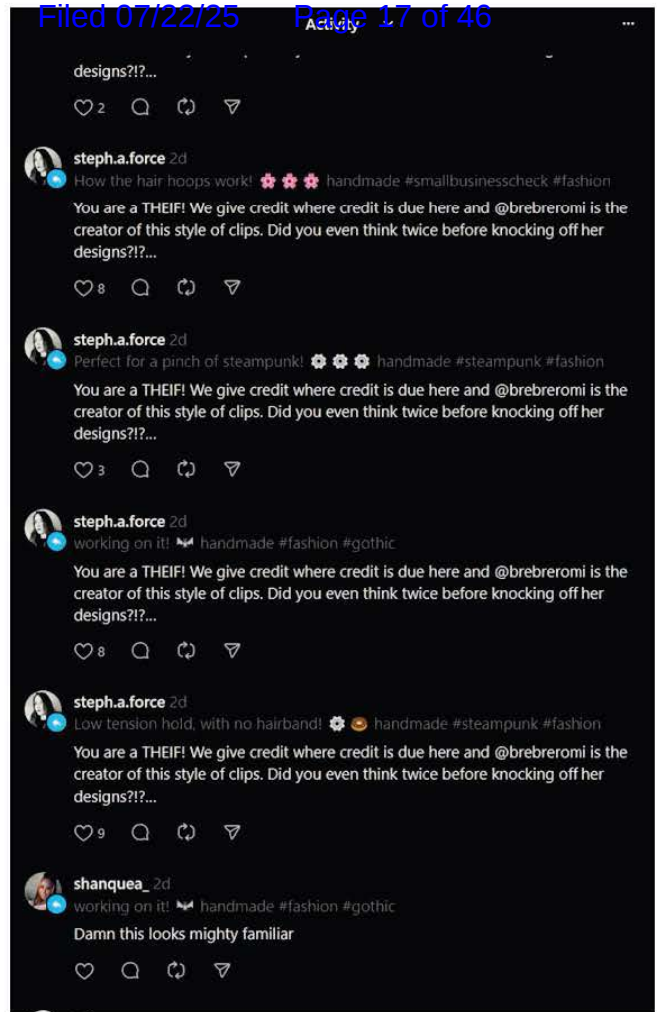 Filed 07/22/25 Page 17 of 46
Activity
designs?!?...
2
steph.a.force 2d
How the hair hoops work! 🌸 🌸 🌸 handmade #smallbusinesscheck #fashion
You are a THEIF! We give credit where credit is due here and @brebreromi is the
creator of this style of clips. Did you even think twice before knocking off her
designs?!?...
8
steph.a.force 2d
Perfect for a pinch of steampunk! ⚙️ ⚙️ ⚙️ handmade #steampunk #fashion
You are a THEIF! We give credit where credit is due here and @brebreromi is the
creator of this style of clips. Did you even think twice before knocking off her
designs?!?...
3
steph.a.force 2d
working on it! 🦇 handmade #fashion #gothic
You are a THEIF! We give credit where credit is due here and @brebreromi is the
creator of this style of clips. Did you even think twice before knocking off her
designs?!?...
8
steph.a.force 2d
Low tension hold, with no hairband! ⚙️ 🍩 handmade #steampunk #fashion
You are a THEIF! We give credit where credit is due here and @brebreromi is the
creator of this style of clips. Did you even think twice before knocking off her
designs?!?...
9
shanquea_ 2d
working on it! 🦇 handmade #fashion #gothic
Damn this looks mighty familiar